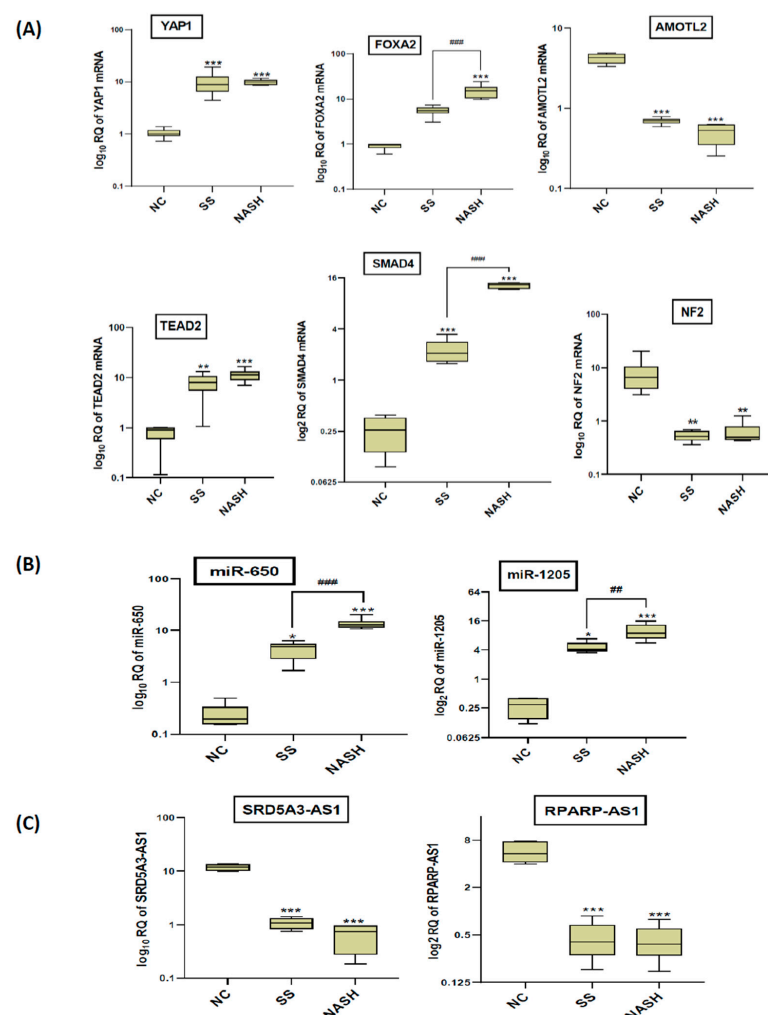 (A)
YAP1
log10 RQ of YAP1 mRNA
100
10
1
0.1
***
***
NC
SS
NASH
FOXA2
log10 RQ of FOXA2 mRNA
100
10
1
0.1
###
***
NC
SS
NASH
AMOTL2
log10 RQ of AMOTL2 mRNA
10
1
0.1
***
***
NC
SS
NASH
TEAD2
log10 RQ of TEAD2 mRNA
100
10
1
0.1
**
***
NC
SS
NASH
SMAD4
log2 RQ of SMAD4 mRNA
16
4
1
0.25
0.0625
###
***
***
NC
SS
NASH
NF2
log10 RQ of NF2 mRNA
100
10
1
0.1
**
**
NC
SS
NASH
(B)
miR-650
log10 RQ of miR-650
100
10
1
0.1
###
*
***
NC
SS
NASH
miR-1205
log2 RQ of miR-1205
64
16
4
1
0.25
0.0625
##
*
***
NC
SS
NASH
(C)
SRD5A3-AS1
log10 RQ of SRD5A3-AS1
100
10
1
0.1
***
***
NC
SS
NASH
RPARP-AS1
log2 RQ of RPARP-AS1
8
2
0.5
0.125
***
***
NC
SS
NASH